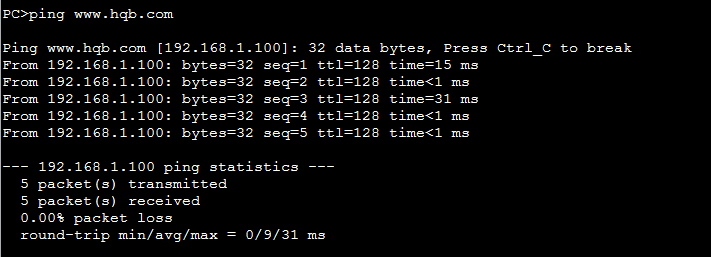 PC>ping www.hqb.com
Ping www.hqb.com [192.168.1.100]: 32 data bytes, Press Ctrl_C to break
From 192.168.1.100: bytes=32 seq=1 ttl=128 time=15 ms
From 192.168.1.100: bytes=32 seq=2 ttl=128 time<1 ms
From 192.168.1.100: bytes=32 seq=3 ttl=128 time=31 ms
From 192.168.1.100: bytes=32 seq=4 ttl=128 time<1 ms
From 192.168.1.100: bytes=32 seq=5 ttl=128 time<1 ms
--- 192.168.1.100 ping statistics ---
5 packet(s) transmitted
5 packet(s) received
0.00% packet loss
round-trip min/avg/max = 0/9/31 ms